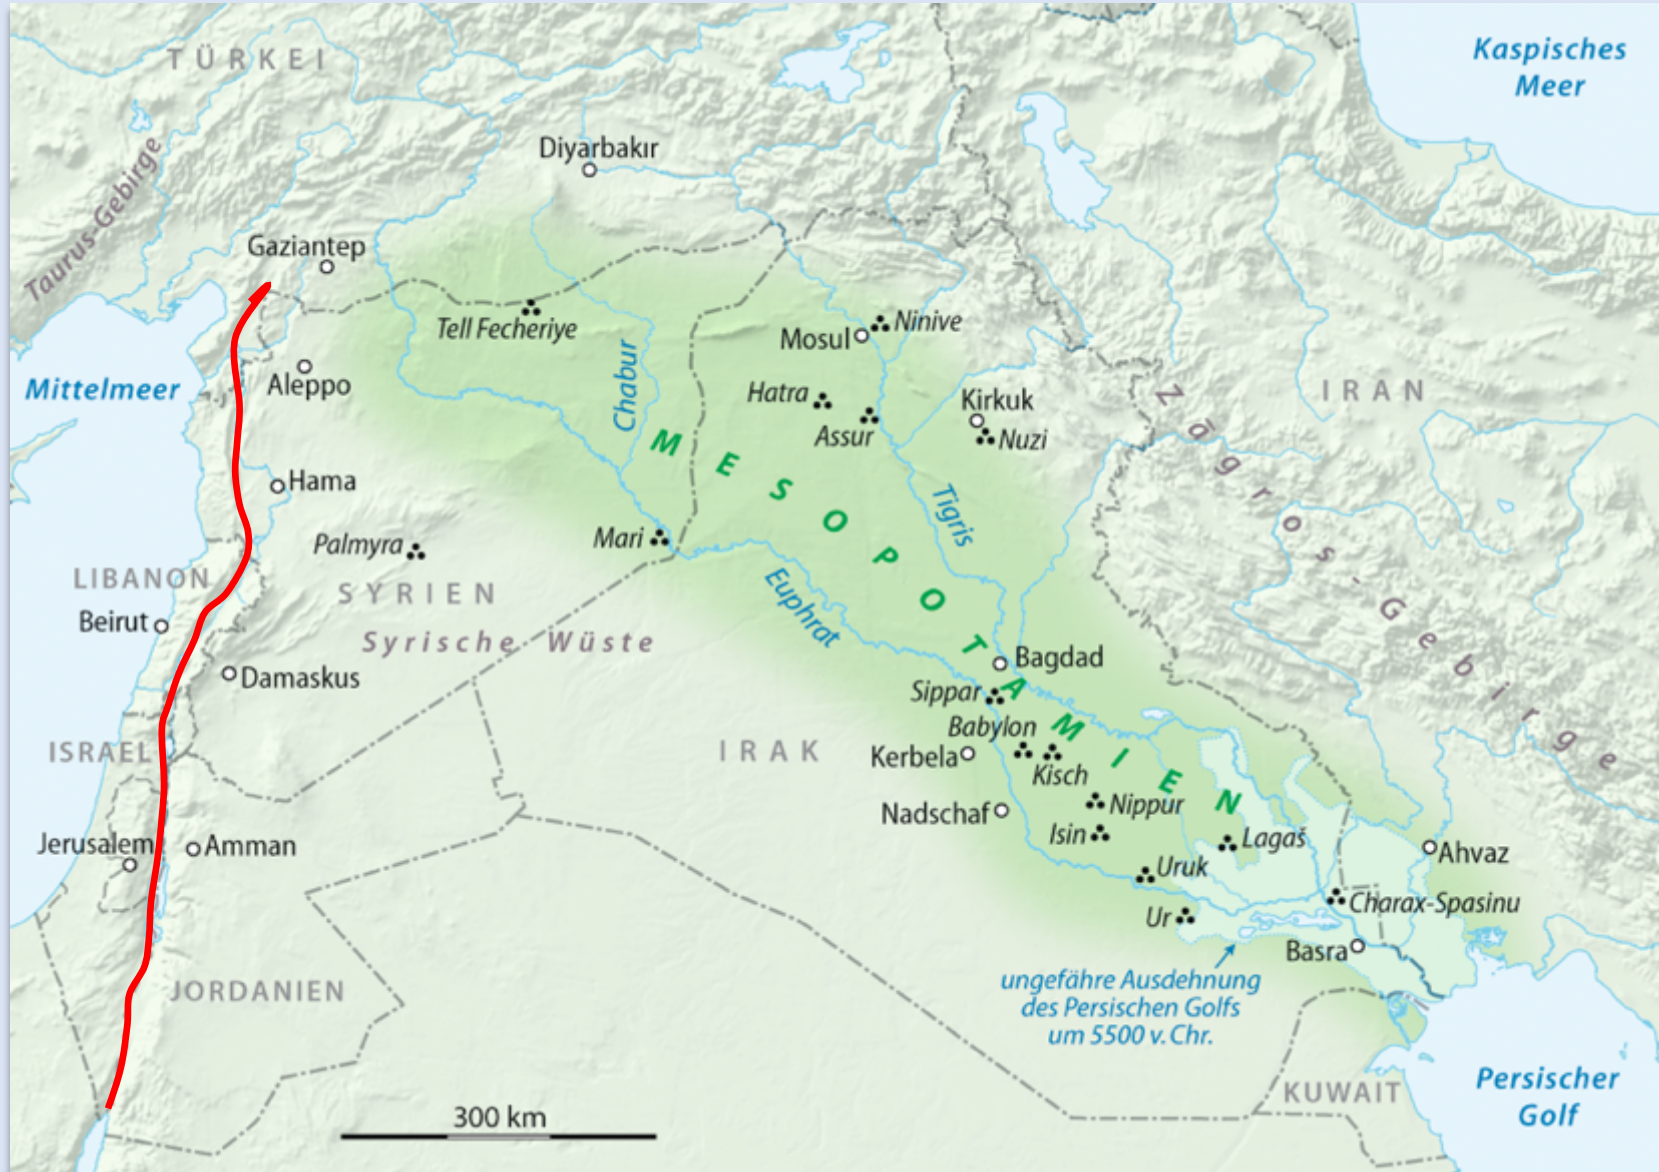 TÜRKEI
Kaspisches
Meer
Diyarbakır
Taurus-Gebirge
Gaziantep
Tell Fecheriye
Ninive
Mosul
Mittelmeer
Aleppo
Chabur
Hatra
Assur
Kirkuk
Nuzi
IRAN
Zagros-Gebirge
MESOPOTAMIEN
Hama
Tigris
Palmyra
Mari
LIBANON
SYRIEN
Euphrat
Beirut
Syrische Wüste
Bagdad
Damaskus
Sippar
Babylon
ISRAEL
IRAK
Kerbela
Kisch
Nippur
Nadschaf
Isin
Lagaš
Jerusalem
Amman
Ahvaz
Uruk
Charax-Spasinu
Ur
Basra
JORDANIEN
ungefähre Ausdehnung
des Persischen Golfs
um 5500 v. Chr.
KUWAIT
Persischer
Golf
300 km